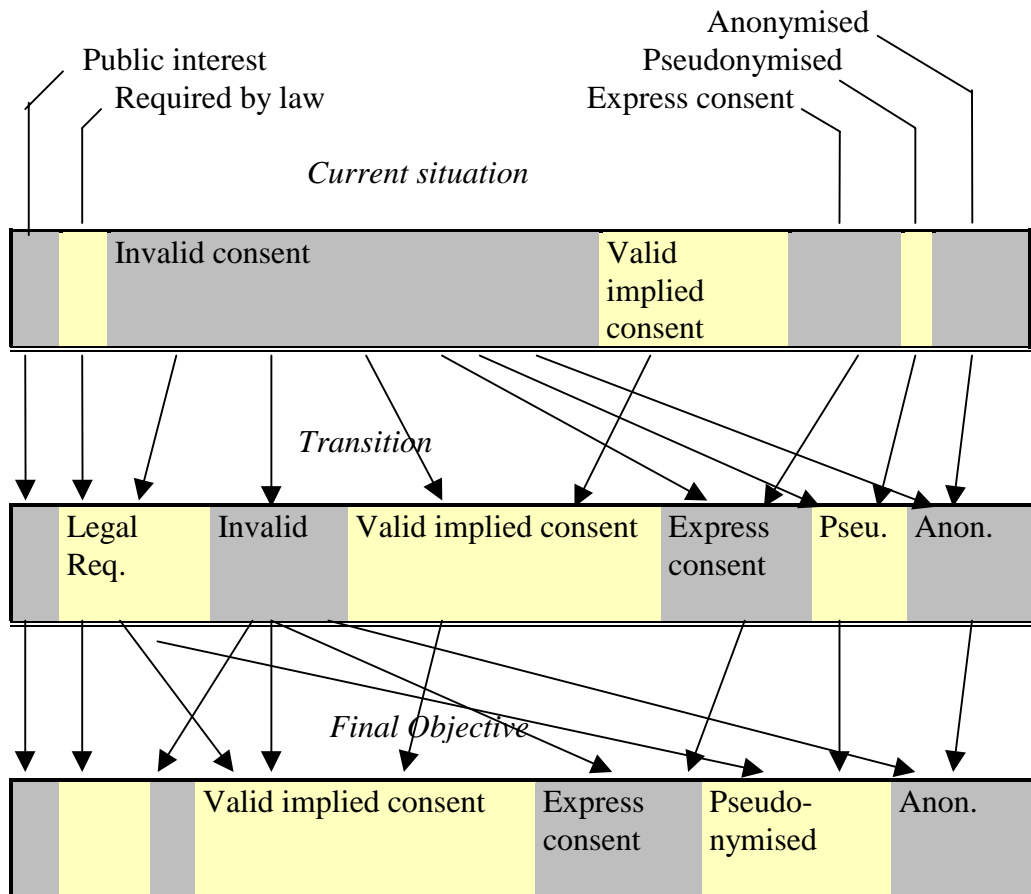 Anonymised
Public interest
Pseudonymised
Required by law
Express consent
Current situation
Invalid consent
Valid
implied
consent
Transition
Legal
Req.
Invalid
Valid implied consent
Express
consent
Pseu.
Anon.
Final Objective
Valid implied consent
Express
consent
Pseudo-
nymised
Anon.